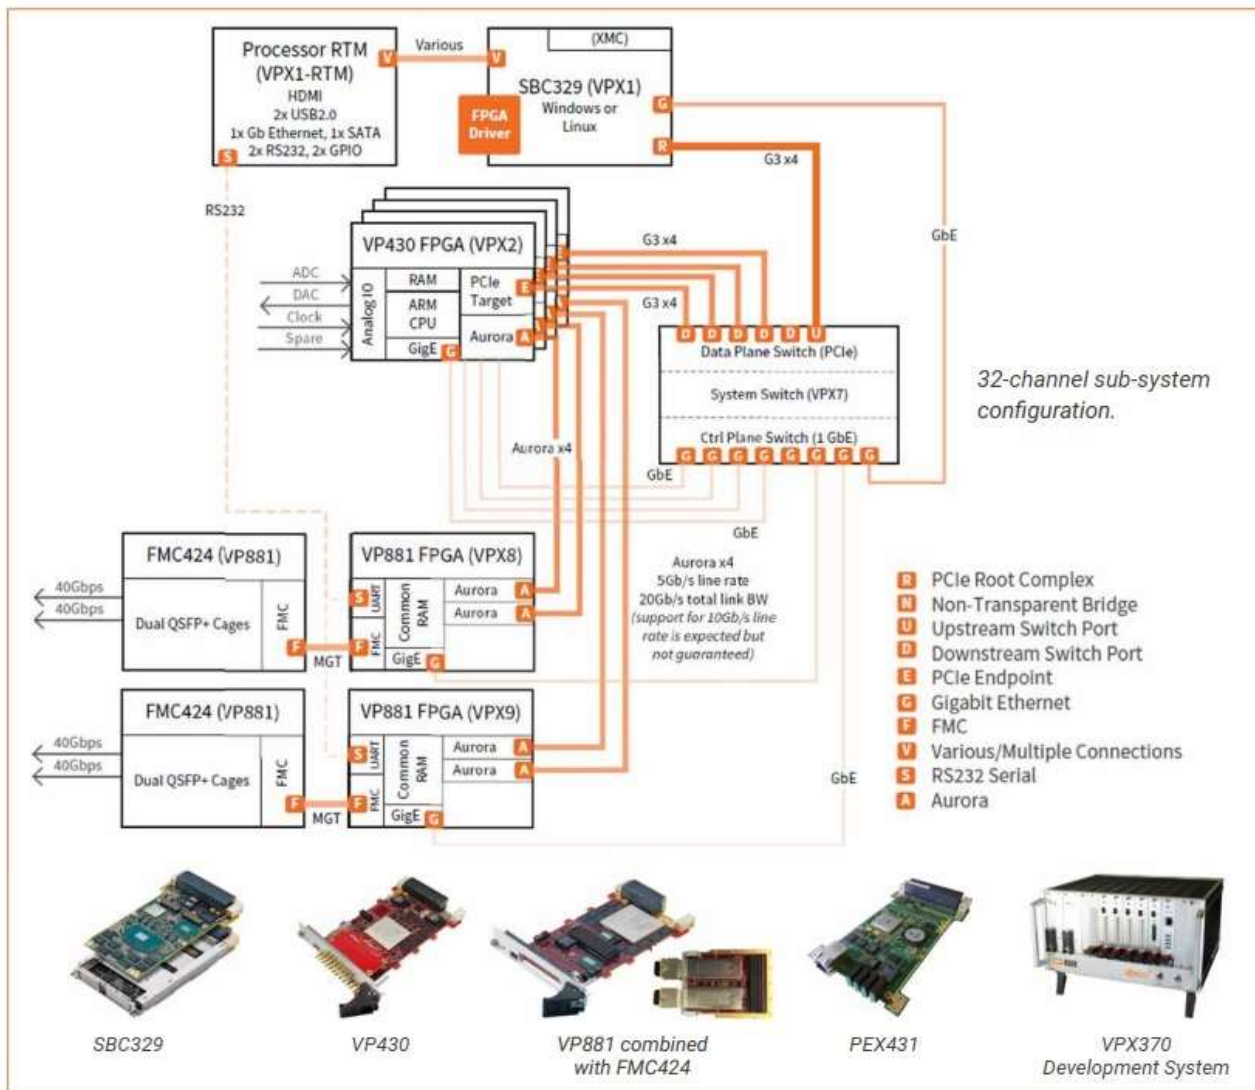 Processor RTM
(VPX1-RTM)
HDMI
2x USB2.0
1x Gb Ethernet, 1x SATA
2x RS232, 2x GPIO
V
S
Various
(XMC)
V
SBC329 (VPX1)
Windows or
Linux
FPGA
Driver
G
R
G3 x4
GbE
RS232
VP430 FPGA (VPX2)
Analog IO
RAM
ARM
CPU
GigE
G
PCIe
Target
E
Aurora
A
E
ADC
DAC
Clock
Spare
G3 x4
G3 x4
D D D D D U
Data Plane Switch (PCIe)
System Switch (VPX7)
Ctrl Plane Switch (1 GbE)
G G G G G G G G
32-channel sub-system
configuration.
Aurora x4
GbE
GbE
FMC424 (VP881)
40Gbps
40Gbps
Dual QSFP+ Cages
FMC
F
MGT
VP881 FPGA (VPX8)
S
UART
F
FMC
Common
RAM
GigE
G
Aurora
A
Aurora
A
Aurora x4
5Gb/s line rate
20Gb/s total link BW
(support for 10Gb/s line
rate is expected but
not guaranteed)
FMC424 (VP881)
40Gbps
40Gbps
Dual QSFP+ Cages
FMC
F
MGT
VP881 FPGA (VPX9)
S
UART
F
FMC
Common
RAM
GigE
G
Aurora
A
Aurora
A
GbE
R PCIe Root Complex
N Non-Transparent Bridge
U Upstream Switch Port
D Downstream Switch Port
E PCIe Endpoint
G Gigabit Ethernet
F FMC
V Various/Multiple Connections
S RS232 Serial
A Aurora
SBC329
VP430
VP881 combined
with FMC424
PEX431
VPX370
Development System